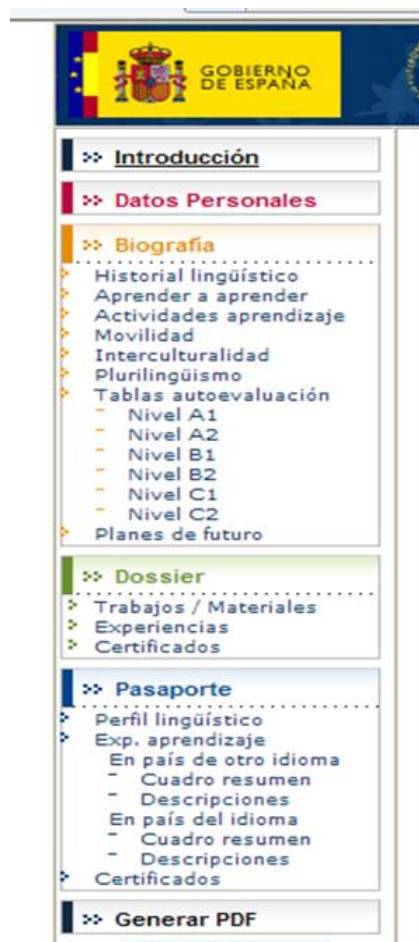 GOBIERNO
DE ESPAÑA
>> Introducción
>> Datos Personales
>> Biografía
Historial lingüístico
Aprender a aprender
Actividades aprendizaje
Movilidad
Interculturalidad
Plurilingüismo
Tablas autoevaluación
- Nivel A1
- Nivel A2
- Nivel B1
- Nivel B2
- Nivel C1
- Nivel C2
Planes de futuro
>> Dossier
Trabajos / Materiales
Experiencias
Certificados
>> Pasaporte
Perfil lingüístico
Exp. aprendizaje
En país de otro idioma
- Cuadro resumen
- Descripciones
En país del idioma
- Cuadro resumen
- Descripciones
Certificados
>> Generar PDF